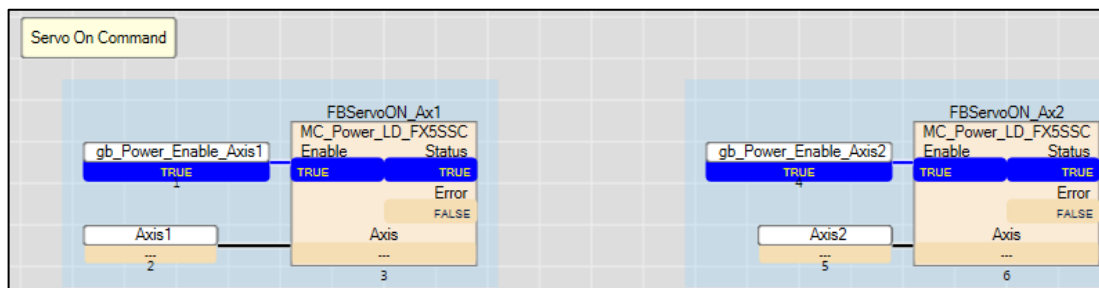 Servo On Command
FBServoON_Ax1
MC_Power_LD_FX5SSC
gb_Power_Enable_Axis1
Enable Status
TRUE
TRUE TRUE
1
Error
FALSE
Axis1
Axis
---
---
2
3
FBServoON_Ax2
MC_Power_LD_FX5SSC
gb_Power_Enable_Axis2
Enable Status
TRUE
TRUE TRUE
4
Error
FALSE
Axis2
Axis
---
---
5
6